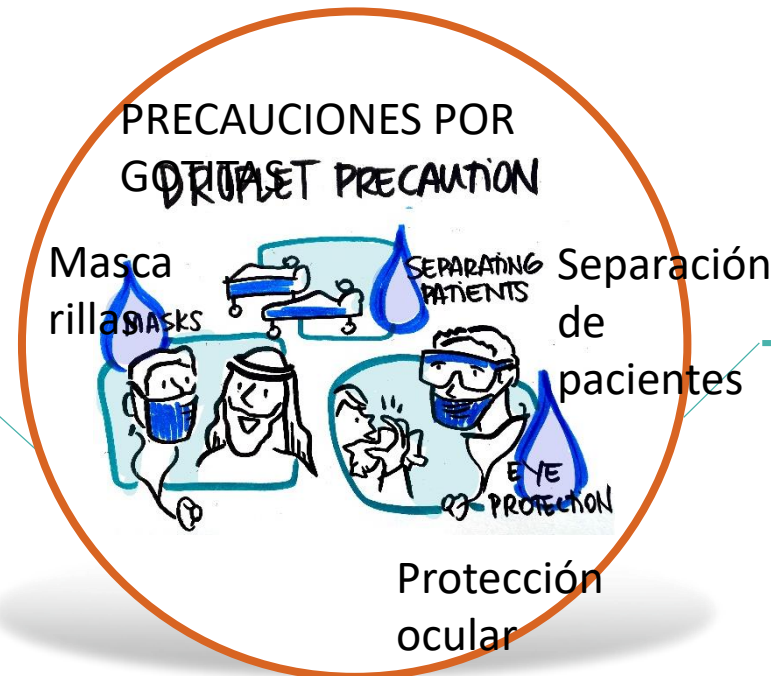 PRECAUCIONES POR
GOTITAS
DROPLET PRECAUTION
Masca
rillas
MASKS
SEPARATING
PATIENTS
Separación
de
pacientes
EYE
PROTECTION
Protección
ocular